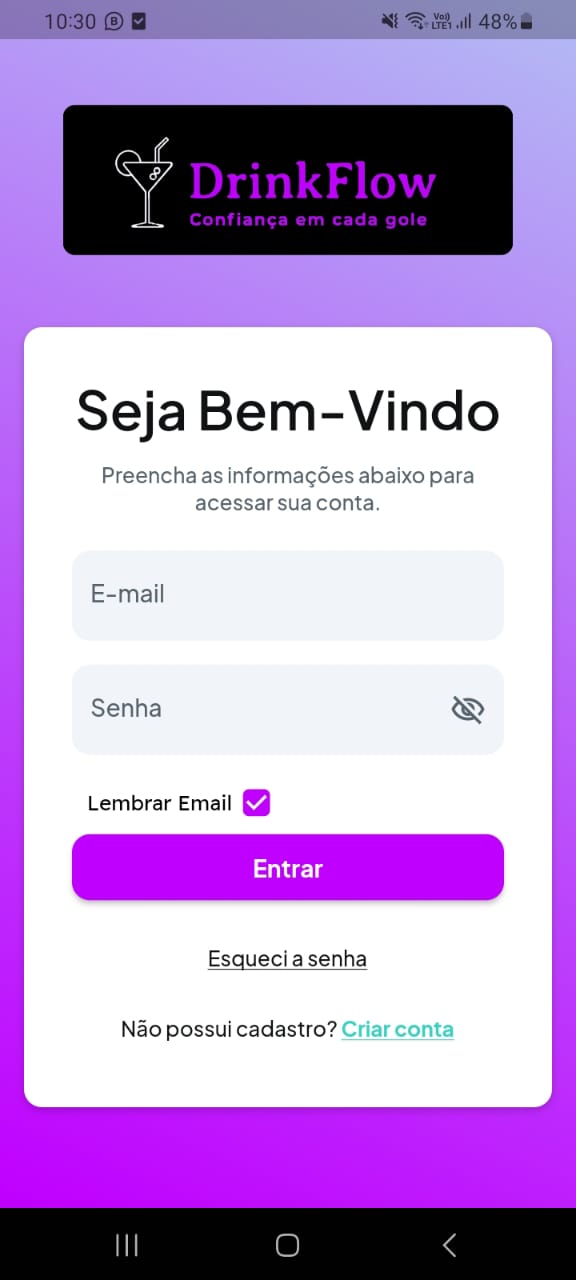 10:30
48%
DrinkFlow
Confiança em cada gole
Seja Bem-Vindo
Preencha as informações abaixo para
acessar sua conta.
E-mail
Senha
Lembrar Email
Entrar
Esqueci a senha
Não possui cadastro? Criar conta